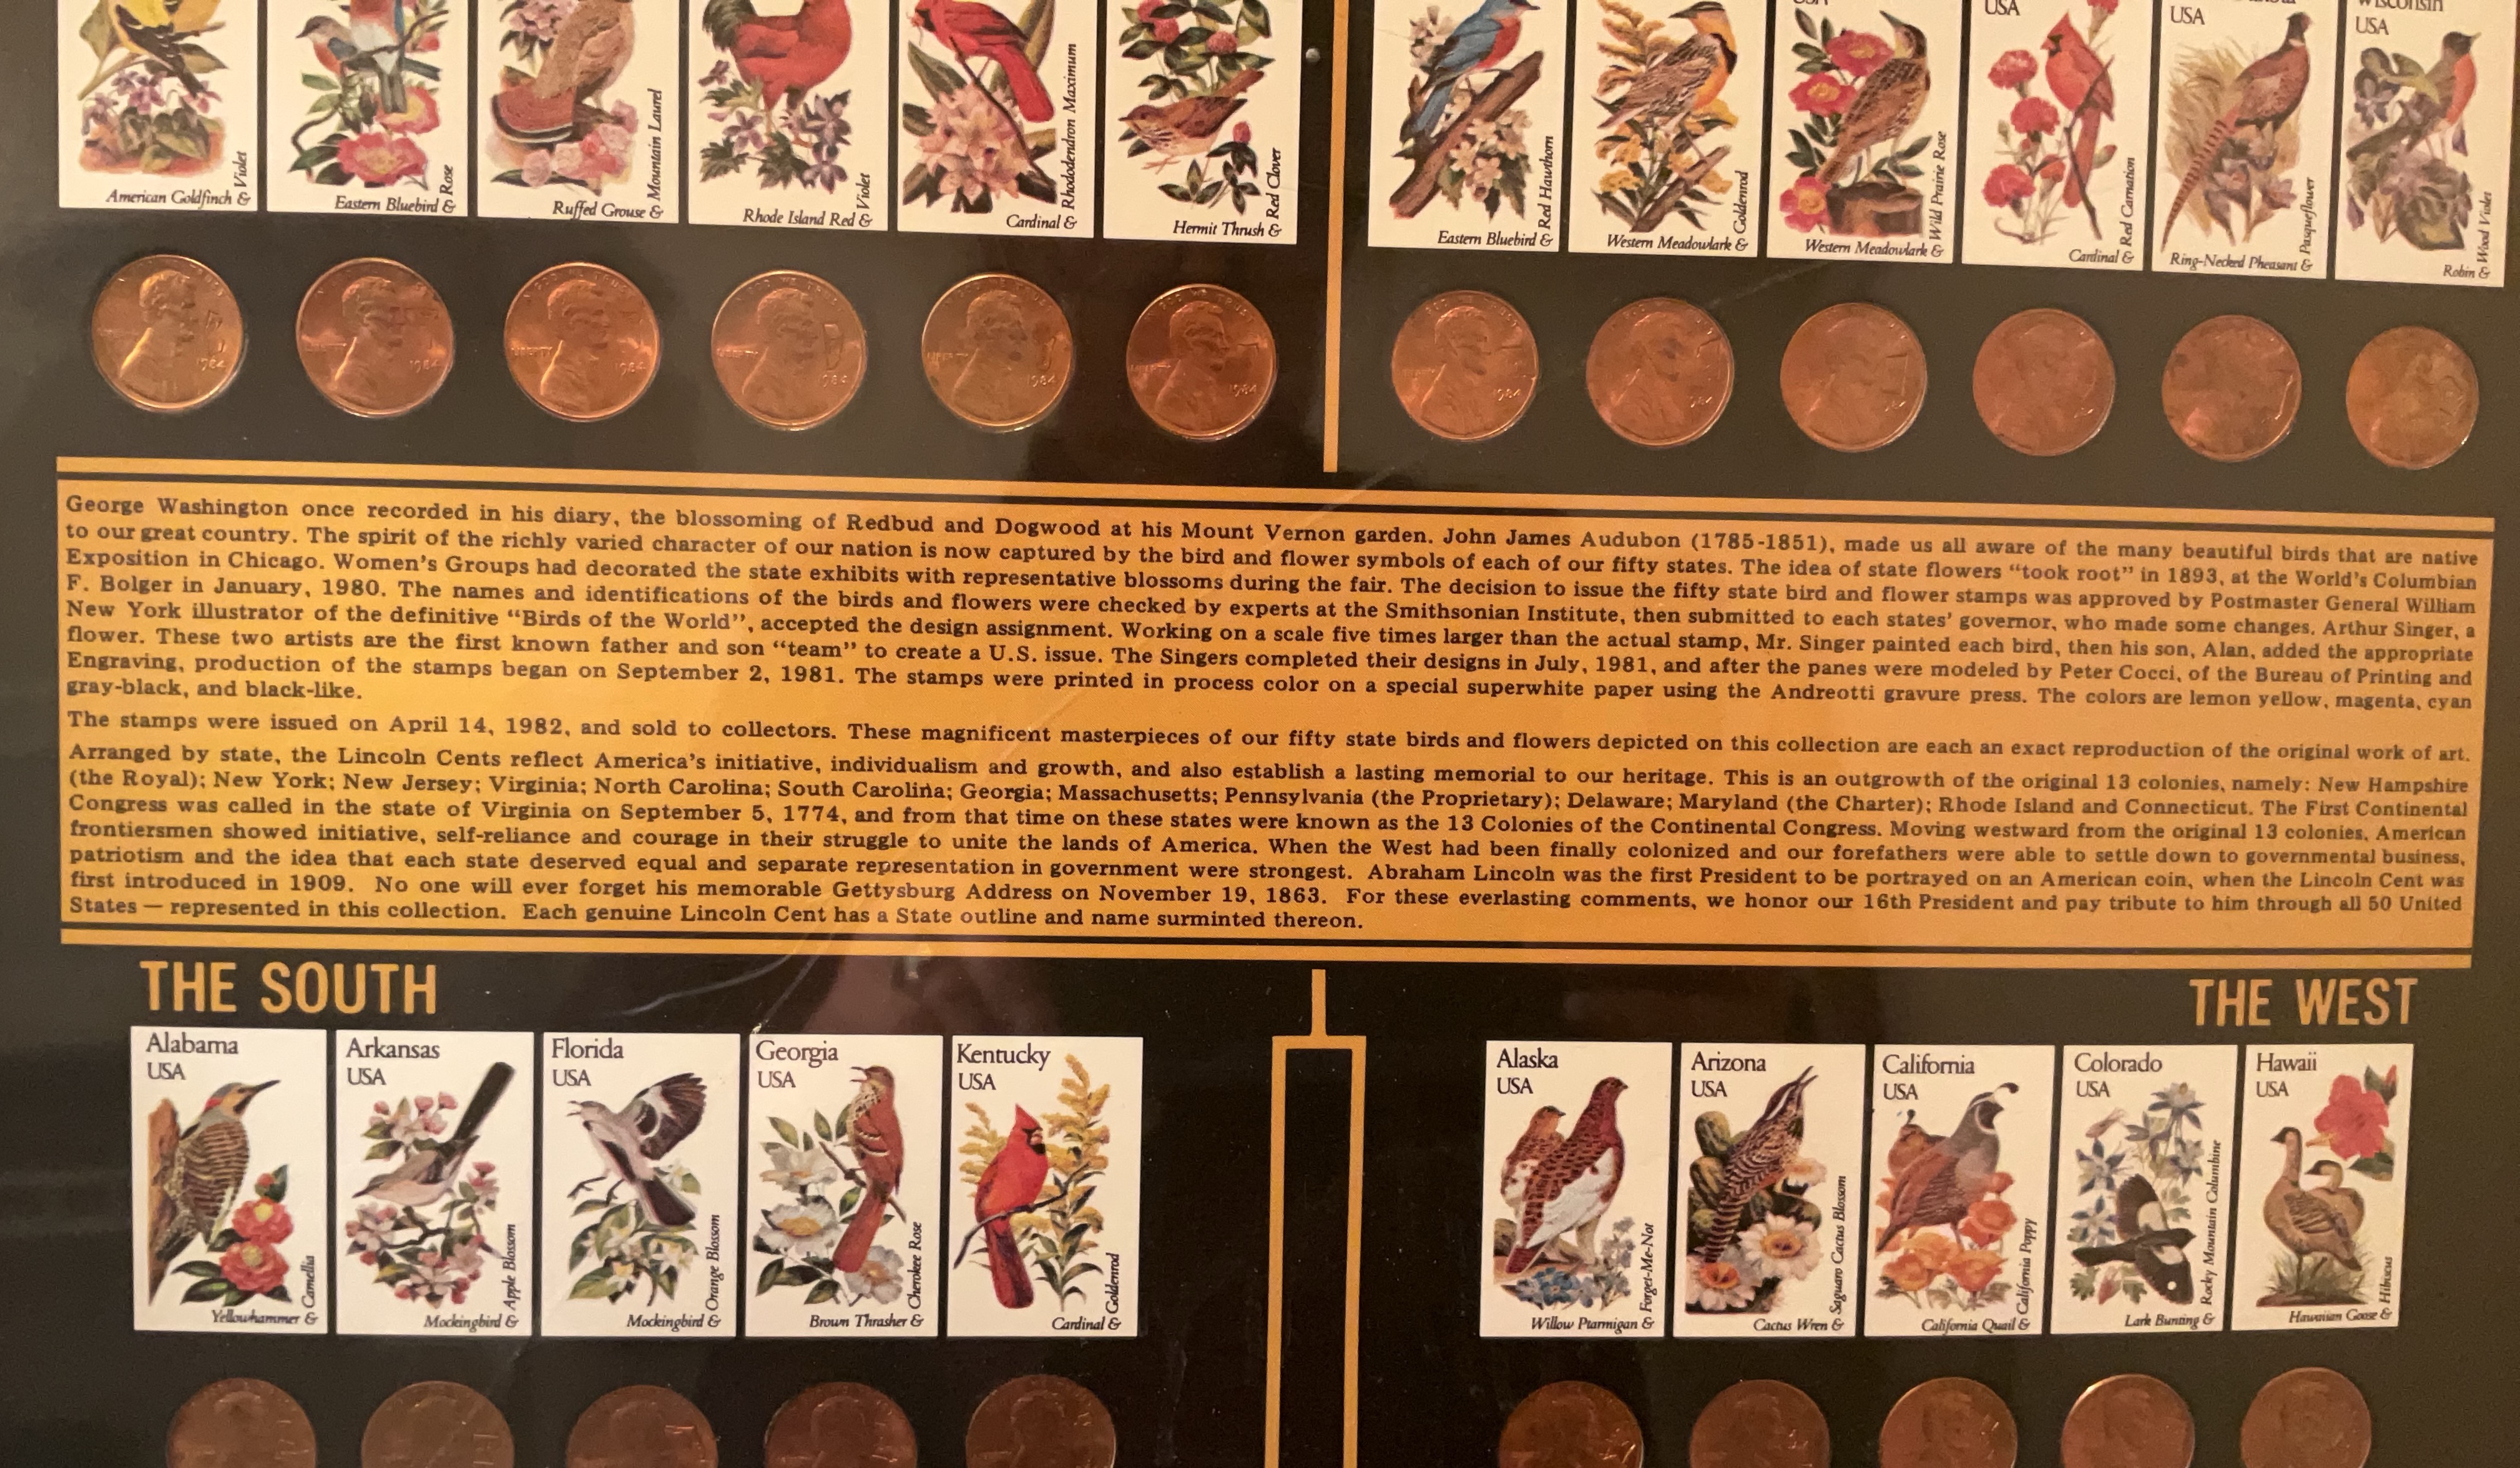 USA
USA
Wisconsin
USA
American Goldfinch & Violet
Eastern Bluebird & Rose
Ruffed Grouse & Mountain Laurel
Rhode Island Red & Violet
Cardinal & Rhododendron Maximum
Hermit Thrush & Red Clover
Eastern Bluebird & Red Hawthorn
Western Meadowlark & Goldenrod
Western Meadowlark & Wild Prairie Rose
Cardinal & Red Carnation
Ring-Necked Pheasant & Pasqueflower
Robin & Wood Violet
1984
1984
LIBERTY 1984
1984
LIBERTY 1984
1984
1984
George Washington once recorded in his diary, the blossoming of Redbud and Dogwood at his Mount Vernon garden. John James Audubon (1785-1851), made us all aware of the many beautiful birds that are native
to our great country. The spirit of the richly varied character of our nation is now captured by the bird and flower symbols of each of our fifty states. The idea of state flowers "took root" in 1893, at the World's Columbian
Exposition in Chicago. Women's Groups had decorated the state exhibits with representative blossoms during the fair. The decision to issue the fifty state bird and flower stamps was approved by Postmaster General William
F. Bolger in January, 1980. The names and identifications of the birds and flowers were checked by experts at the Smithsonian Institute, then submitted to each states' governor, who made some changes. Arthur Singer, a
New York illustrator of the definitive "Birds of the World", accepted the design assignment. Working on a scale five times larger than the actual stamp, Mr. Singer painted each bird, then his son, Alan, added the appropriate
flower. These two artists are the first known father and son "team" to create a U.S. issue. The Singers completed their designs in July, 1981, and after the panes were modeled by Peter Cocci, of the Bureau of Printing and
Engraving, production of the stamps began on September 2, 1981. The stamps were printed in process color on a special superwhite paper using the Andreotti gravure press. The colors are lemon yellow, magenta, cyan
gray-black, and black-like.
The stamps were issued on April 14, 1982, and sold to collectors. These magnificent masterpieces of our fifty state birds and flowers depicted on this collection are each an exact reproduction of the original work of art.
Arranged by state, the Lincoln Cents reflect America's initiative, individualism and growth, and also establish a lasting memorial to our heritage. This is an outgrowth of the original 13 colonies, namely: New Hampshire
(the Royal); New York; New Jersey; Virginia; North Carolina; South Carolina; Georgia; Massachusetts; Pennsylvania (the Proprietary); Delaware; Maryland (the Charter); Rhode Island and Connecticut. The First Continental
Congress was called in the state of Virginia on September 5, 1774, and from that time on these states were known as the 13 Colonies of the Continental Congress. Moving westward from the original 13 colonies, American
frontiersmen showed initiative, self-reliance and courage in their struggle to unite the lands of America. When the West had been finally colonized and our forefathers were able to settle down to governmental business,
patriotism and the idea that each state deserved equal and separate representation in government were strongest. Abraham Lincoln was the first President to be portrayed on an American coin, when the Lincoln Cent was
first introduced in 1909. No one will ever forget his memorable Gettysburg Address on November 19, 1863. For these everlasting comments, we honor our 16th President and pay tribute to him through all 50 United
States — represented in this collection. Each genuine Lincoln Cent has a State outline and name surminted thereon.
THE SOUTH
THE WEST
Alabama
USA
Yellowhammer & Camellia
Arkansas
USA
Mockingbird & Apple Blossom
Florida
USA
Mockingbird & Orange Blossom
Georgia
USA
Brown Thrasher & Cherokee Rose
Kentucky
USA
Cardinal & Goldenrod
Alaska
USA
Willow Ptarmigan & Forget-Me-Not
Arizona
USA
Cactus Wren & Saguaro Cactus Blossom
California
USA
California Quail & California Poppy
Colorado
USA
Lark Bunting & Rocky Mountain Columbine
Hawaii
USA
Hawaiian Goose & Hibiscus